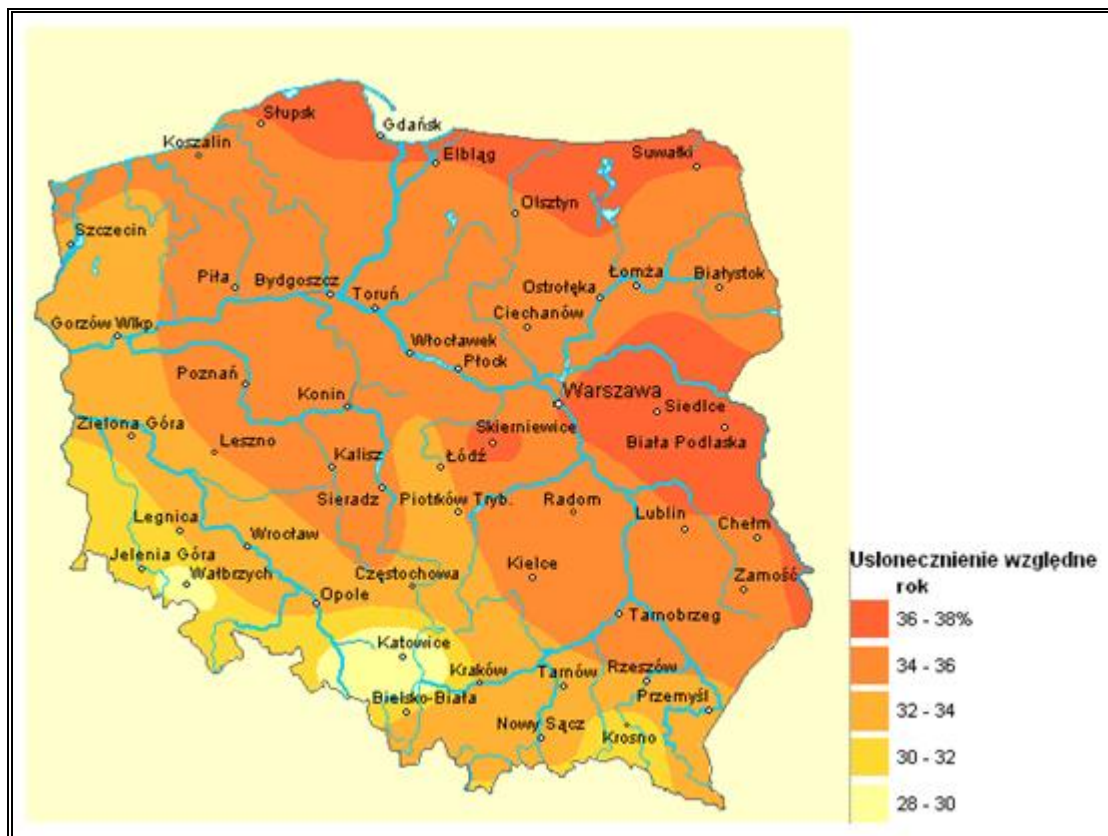 Słupsk
Gdańsk
Koszalin
Elbląg
Suwałki
Olsztyn
Szczecin
Piła
Bydgoszcz
Toruń
Ostrołęka
Łomża
Białystok
Ciechanów
Gorzów Wlkp.
Włocławek
Płock
Poznań
Konin
Warszawa
Siedlce
Skierniewice
Biała Podlaska
Zielona Góra
Leszno
Kalisz
Łódź
Sieradz
Piotrków Tryb.
Radom
Lublin
Chełm
Legnica
Wrocław
Jelenia Góra
Wałbrzych
Częstochowa
Kielce
Zamość
Opole
Tarnobrzeg
Katowice
Kraków
Tarnów
Rzeszów
Bielsko-Biała
Przemyśl
Nowy Sącz
Krosno
Usłonecznienie względne
rok
36 - 38%
34 - 36
32 - 34
30 - 32
28 - 30